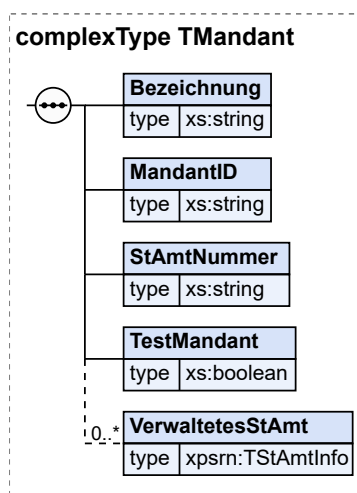 complexType TMandant
Bezeichnung
type xs:string
MandantID
type xs:string
StAmtNummer
type xs:string
TestMandant
type xs:boolean
0..* VerwaltetesStAmt
type xpsrn:TStAmtInfo